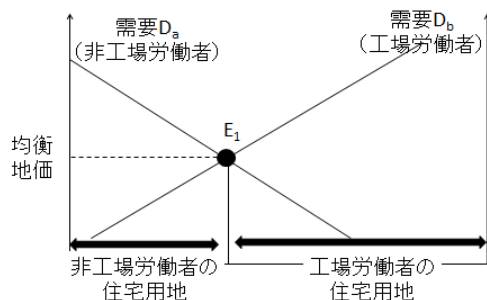 需要Da
（非工場労働者）
需要Db
（工場労働者）
E1
均衡
地価
非工場労働者の
住宅用地
工場労働者の
住宅用地